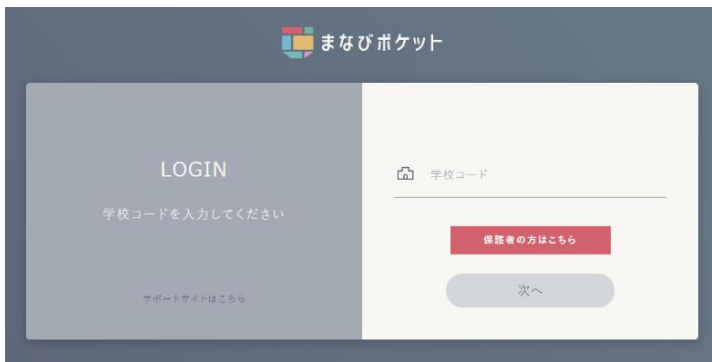 まなびポケット
LOGIN
学校コードを入力してください
サポートサイトはこちら
学校コード
保護者の方はこちら
次へ